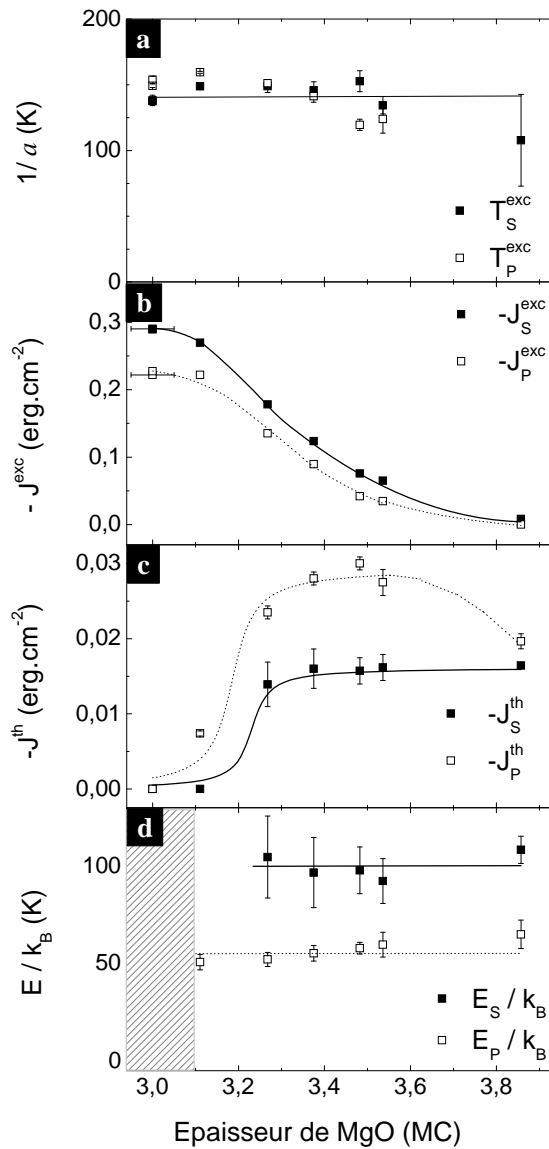 a
200
100
0
1/ a (K)
T_S^exc
T_P^exc
b
0,3
0,2
0,1
0,0
- J^exc (erg.cm^-2)
-J_S^exc
-J_P^exc
c
0,03
0,02
0,01
0,00
-J^th (erg.cm^-2)
-J_S^th
-J_P^th
d
100
50
0
E / k_B (K)
E_S / k_B
E_P / k_B
3,0 3,2 3,4 3,6 3,8
Epaisseur de MgO (MC)